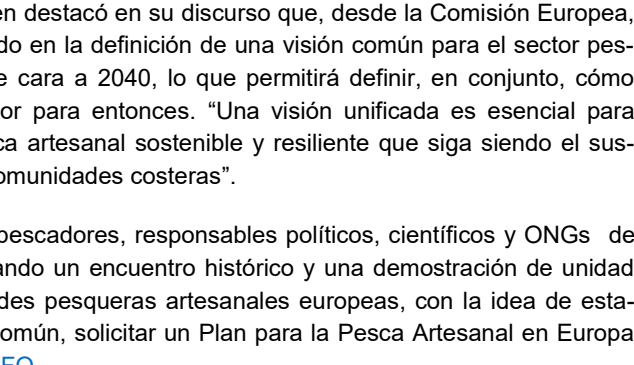 en destacó en su discurso que, desde la Comisión Europea,
do en la definición de una visión común para el sector pes-
e cara a 2040, lo que permitirá definir, en conjunto, cómo
or para entonces. “Una visión unificada es esencial para
ca artesanal sostenible y resiliente que siga siendo el sus-
omunidades costeras”.
pescadores, responsables políticos, científicos y ONGs de
ando un encuentro histórico y una demostración de unidad
des pesqueras artesanales europeas, con la idea de esta-
omún, solicitar un Plan para la Pesca Artesanal en Europa